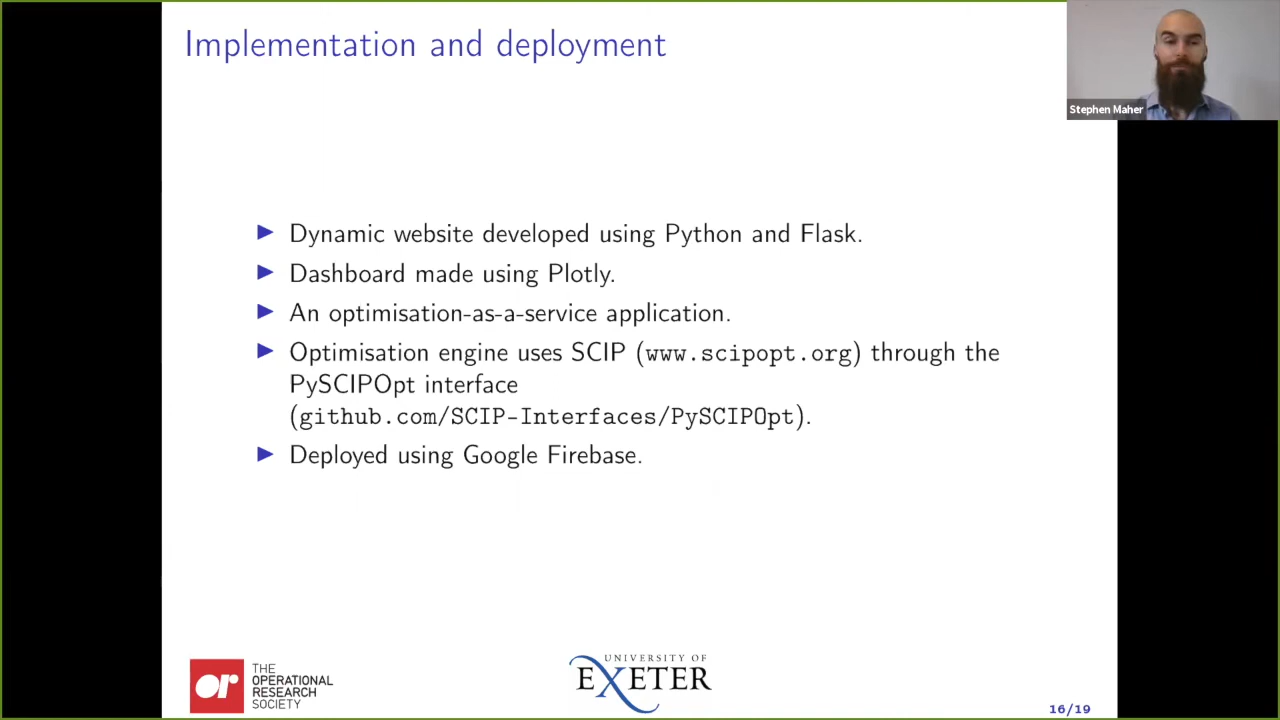 Implementation and deployment
Stephen Maher
▶ Dynamic website developed using Python and Flask.
▶ Dashboard made using Plotly.
▶ An optimisation-as-a-service application.
▶ Optimisation engine uses SCIP (www.scipopt.org) through the
PySCIPOpt interface
(github.com/SCIP-Interfaces/PySCIPOpt).
▶ Deployed using Google Firebase.
or
THE
OPERATIONAL
RESEARCH
SOCIETY
UNIVERSITY OF
EXETER
16/19